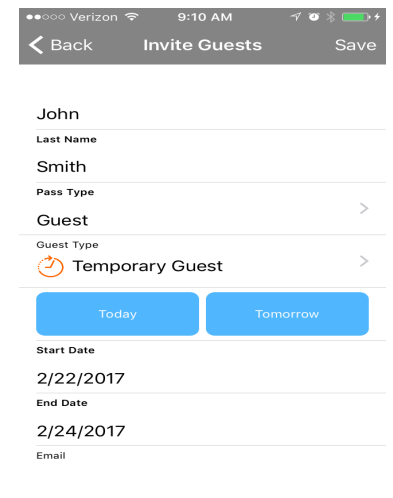 Verizon 9:10 AM
Back Invite Guests Save
John
Last Name
Smith
Pass Type
Guest
Guest Type
Temporary Guest
Today Tomorrow
Start Date
2/22/2017
End Date
2/24/2017
Email